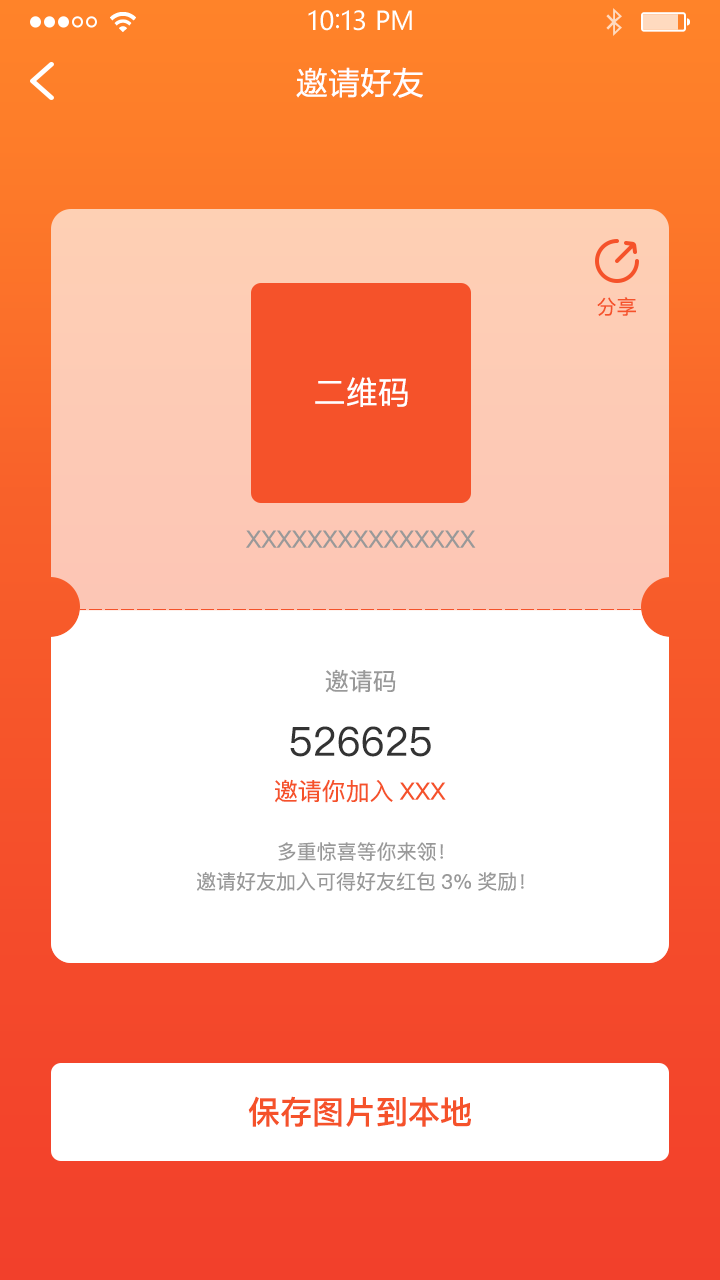 10:13 PM
邀请好友
分享
二维码
XXXXXXXXXXXXXXX
邀请码
526625
邀请你加入 XXX
多重惊喜等你来领！
邀请好友加入可得好友红包 3% 奖励！
保存图片到本地